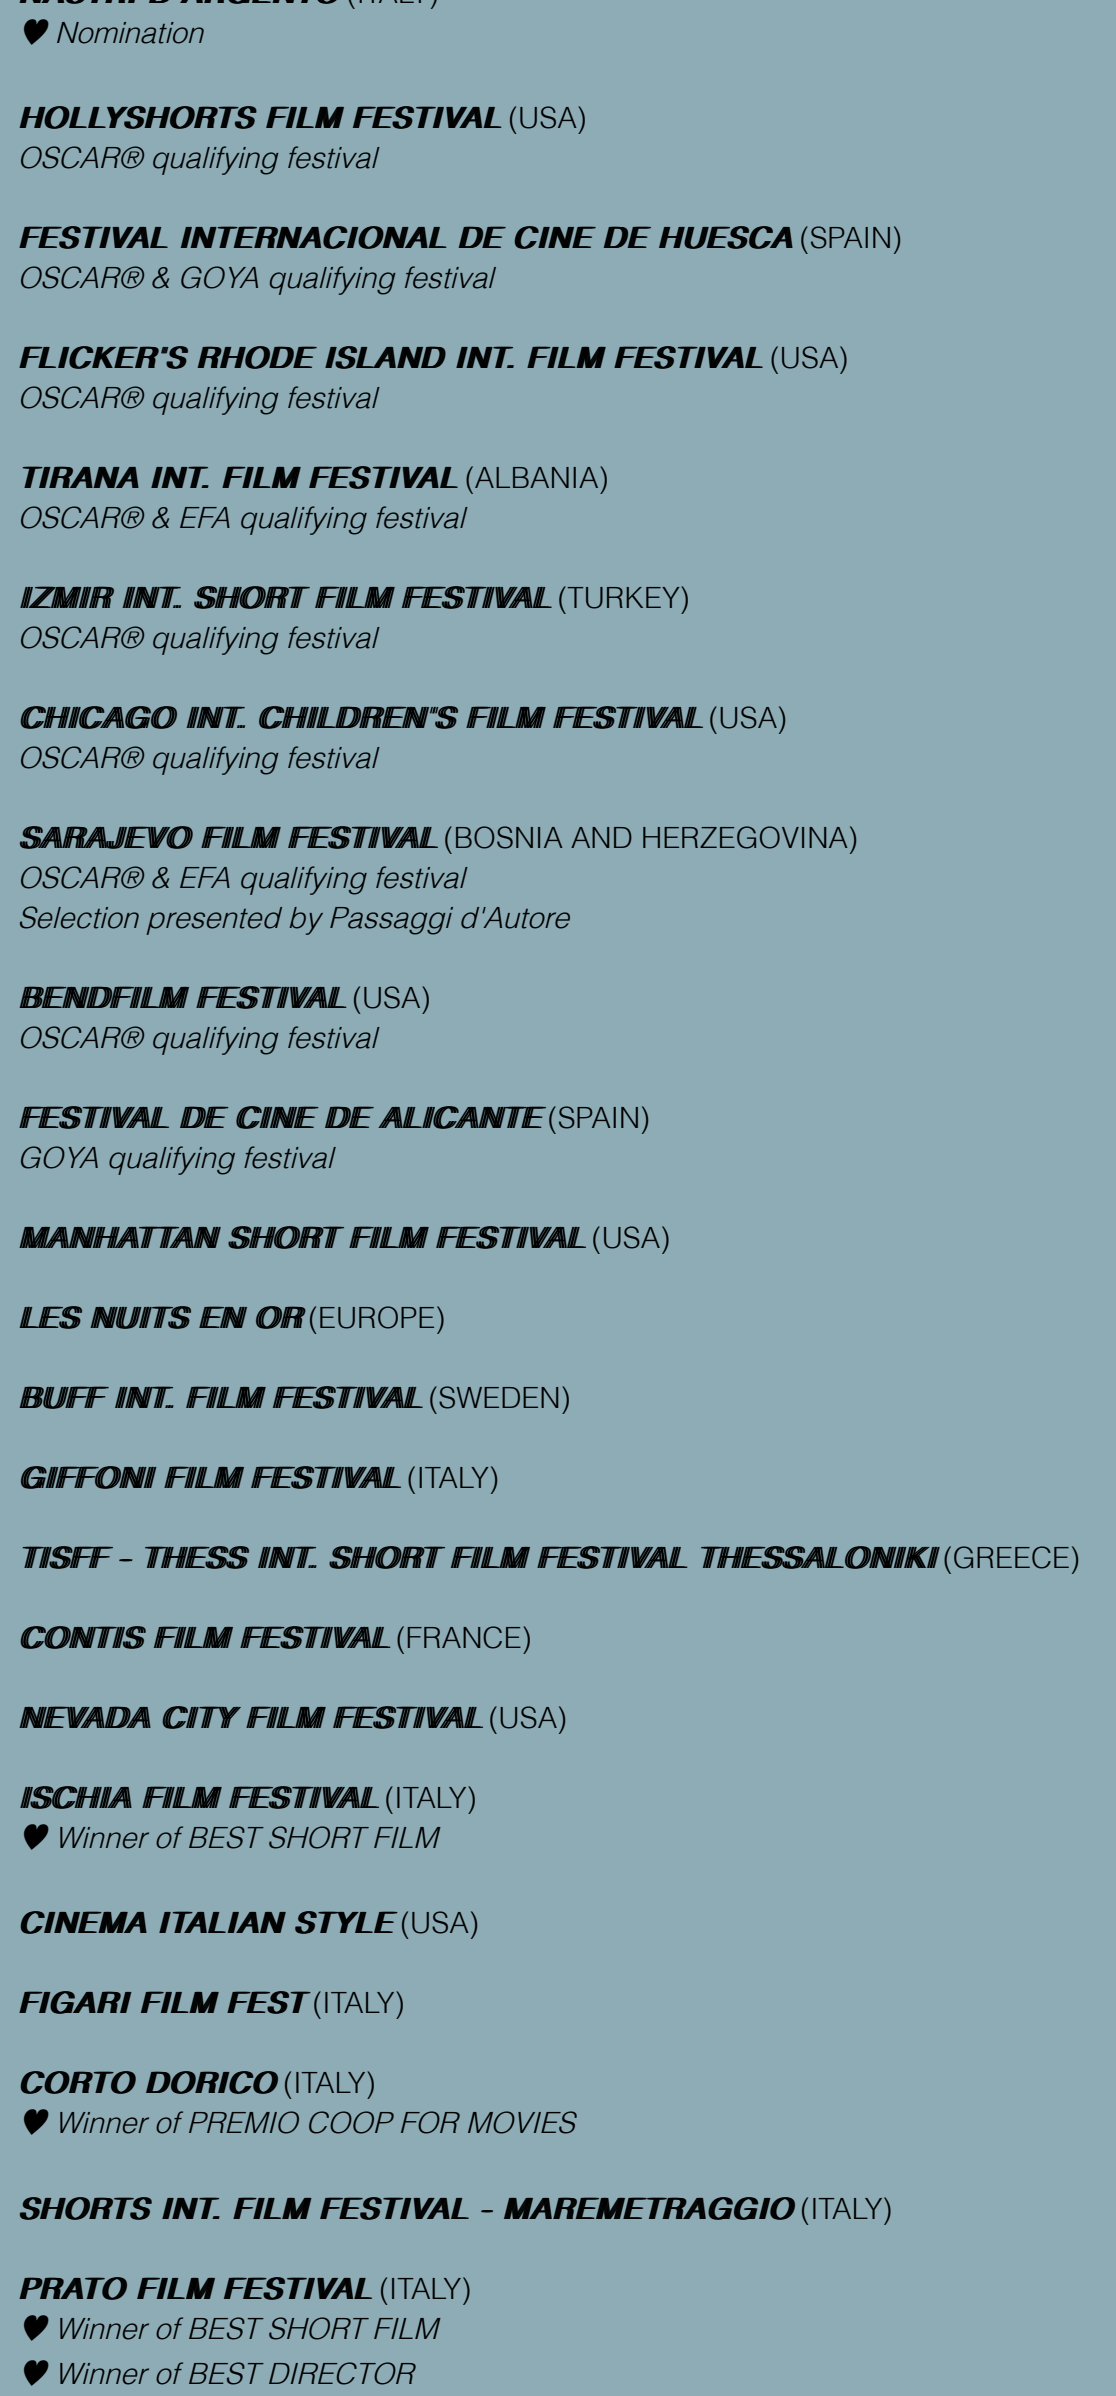 NASTRI D'ARGENTO (ITALY)
♥ Nomination
HOLLYSHORTS FILM FESTIVAL (USA)
OSCAR® qualifying festival
FESTIVAL INTERNACIONAL DE CINE DE HUESCA (SPAIN)
OSCAR® & GOYA qualifying festival
FLICKER'S RHODE ISLAND INT. FILM FESTIVAL (USA)
OSCAR® qualifying festival
TIRANA INT. FILM FESTIVAL (ALBANIA)
OSCAR® & EFA qualifying festival
IZMIR INT. SHORT FILM FESTIVAL (TURKEY)
OSCAR® qualifying festival
CHICAGO INT. CHILDREN'S FILM FESTIVAL (USA)
OSCAR® qualifying festival
SARAJEVO FILM FESTIVAL (BOSNIA AND HERZEGOVINA)
OSCAR® & EFA qualifying festival
Selection presented by Passaggi d'Autore
BENDFILM FESTIVAL (USA)
OSCAR® qualifying festival
FESTIVAL DE CINE DE ALICANTE (SPAIN)
GOYA qualifying festival
MANHATTAN SHORT FILM FESTIVAL (USA)
LES NUITS EN OR (EUROPE)
BUFF INT. FILM FESTIVAL (SWEDEN)
GIFFONI FILM FESTIVAL (ITALY)
TISFF - THESS INT. SHORT FILM FESTIVAL THESSALONIKI (GREECE)
CONTIS FILM FESTIVAL (FRANCE)
NEVADA CITY FILM FESTIVAL (USA)
ISCHIA FILM FESTIVAL (ITALY)
♥ Winner of BEST SHORT FILM
CINEMA ITALIAN STYLE (USA)
FIGARI FILM FEST (ITALY)
CORTO DORICO (ITALY)
♥ Winner of PREMIO COOP FOR MOVIES
SHORTS INT. FILM FESTIVAL - MAREMETRAGGIO (ITALY)
PRATO FILM FESTIVAL (ITALY)
♥ Winner of BEST SHORT FILM
♥ Winner of BEST DIRECTOR